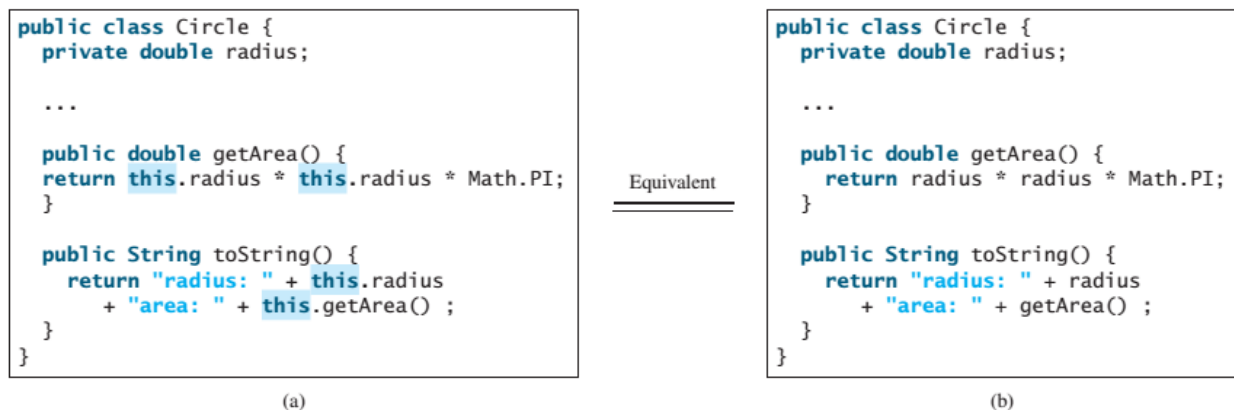 public class Circle {
private double radius;
...
public double getArea() {
return this.radius * this.radius * Math.PI;
}
public String toString() {
return "radius: " + this.radius
+ "area: " + this.getArea() ;
}
}
(a)
Equivalent
public class Circle {
private double radius;
...
public double getArea() {
return radius * radius * Math.PI;
}
public String toString() {
return "radius: " + radius
+ "area: " + getArea() ;
}
}
(b)